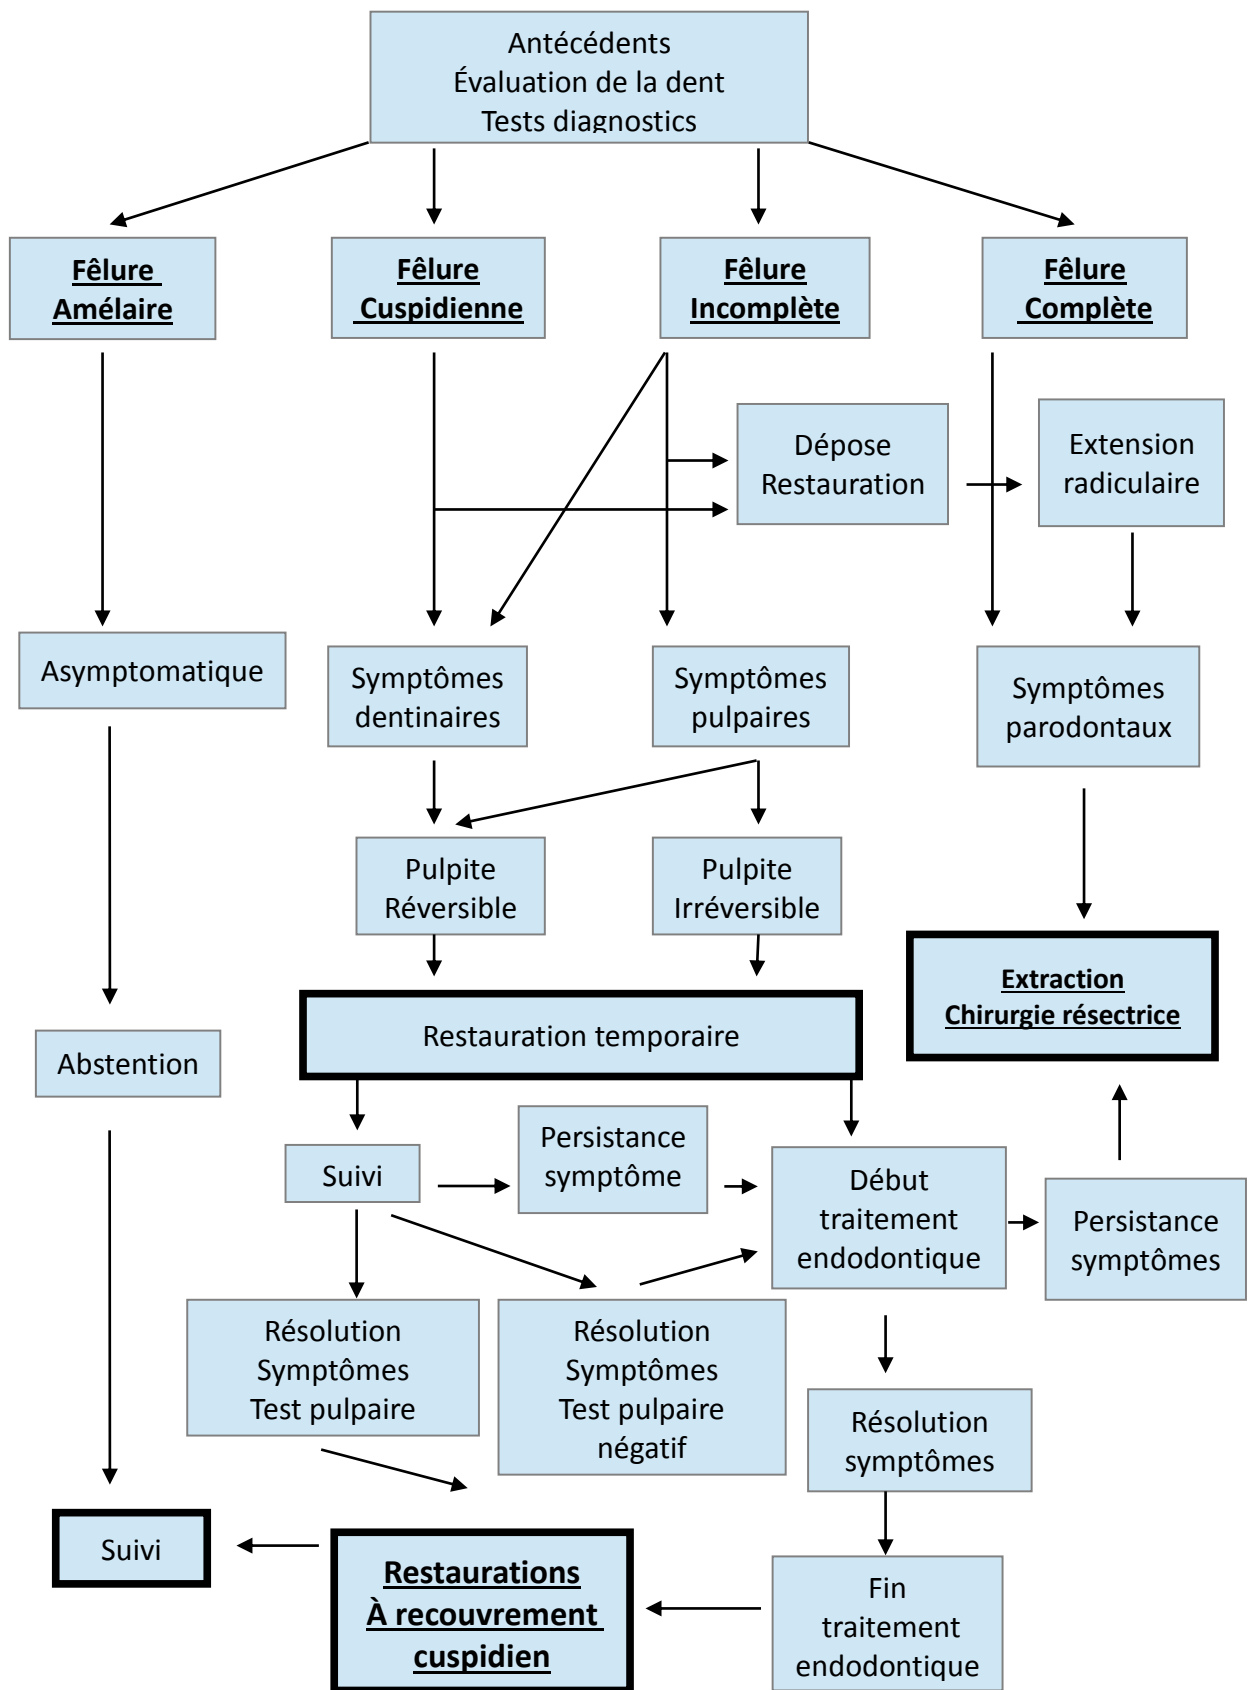 Antécédents
Évaluation de la dent
Tests diagnostics
Fêlure
Amélaire
Fêlure
Cuspidienne
Fêlure
Incomplète
Fêlure
Complète
Dépose
Restauration
Extension
radiculaire
Asymptomatique
Symptômes
dentinaires
Symptômes
pulpaires
Symptômes
parodontaux
Pulpite
Réversible
Pulpite
Irréversible
Extraction
Chirurgie résectrice
Restauration temporaire
Abstention
Suivi
Persistance
symptôme
Début
traitement
endodontique
Persistance
symptômes
Résolution
Symptômes
Test pulpaire
Résolution
Symptômes
Test pulpaire
négatif
Résolution
symptômes
Suivi
Restaurations
À recouvrement
cuspidien
Fin
traitement
endodontique